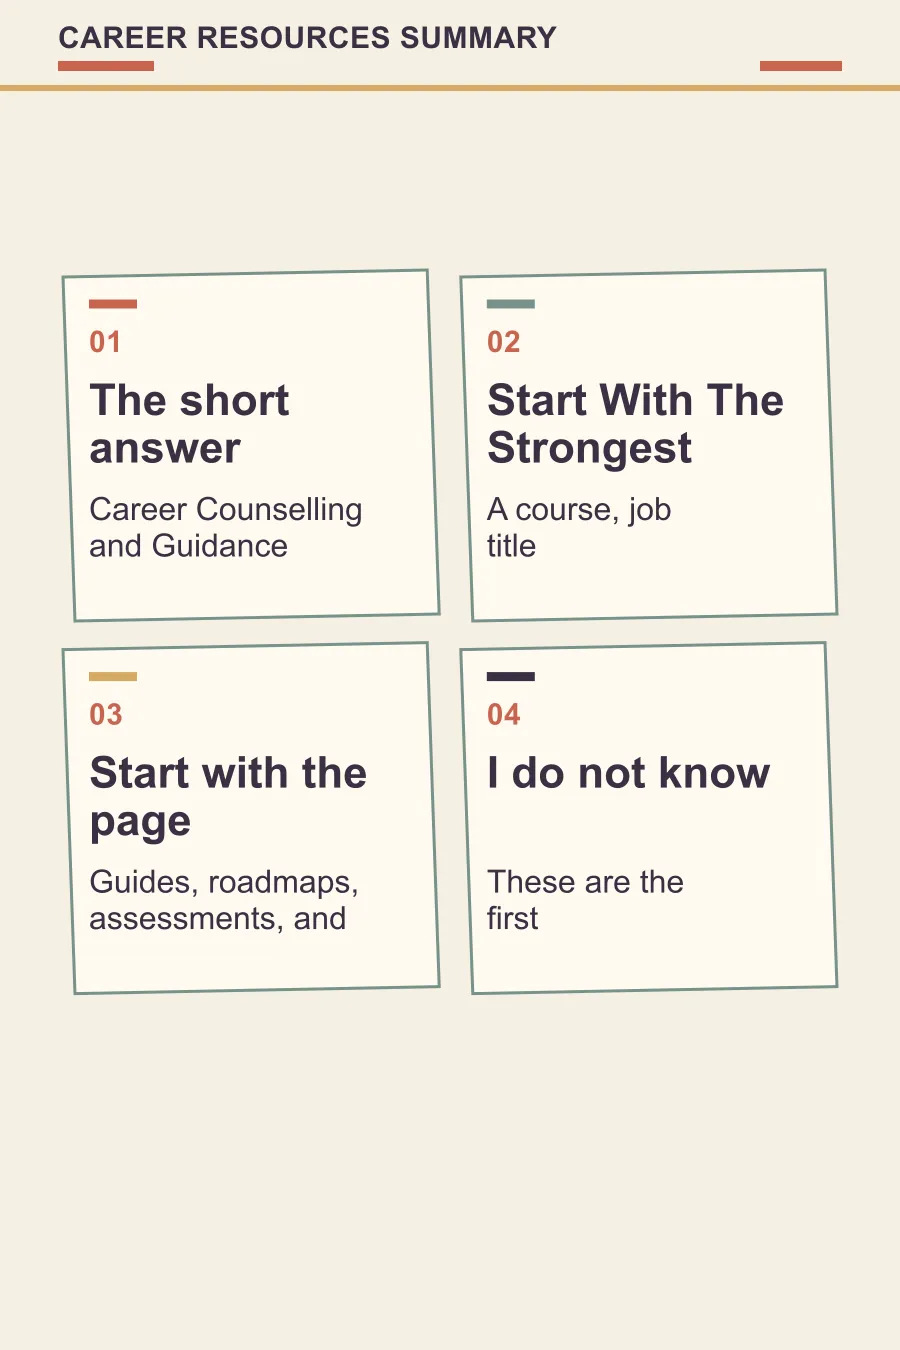 CAREER RESOURCES SUMMARY
01
The short
answer
Career Counselling
and Guidance
02
Start With The
Strongest
A course, job
title
03
Start with the
page
Guides, roadmaps,
assessments, and
04
I do not know
These are the
first